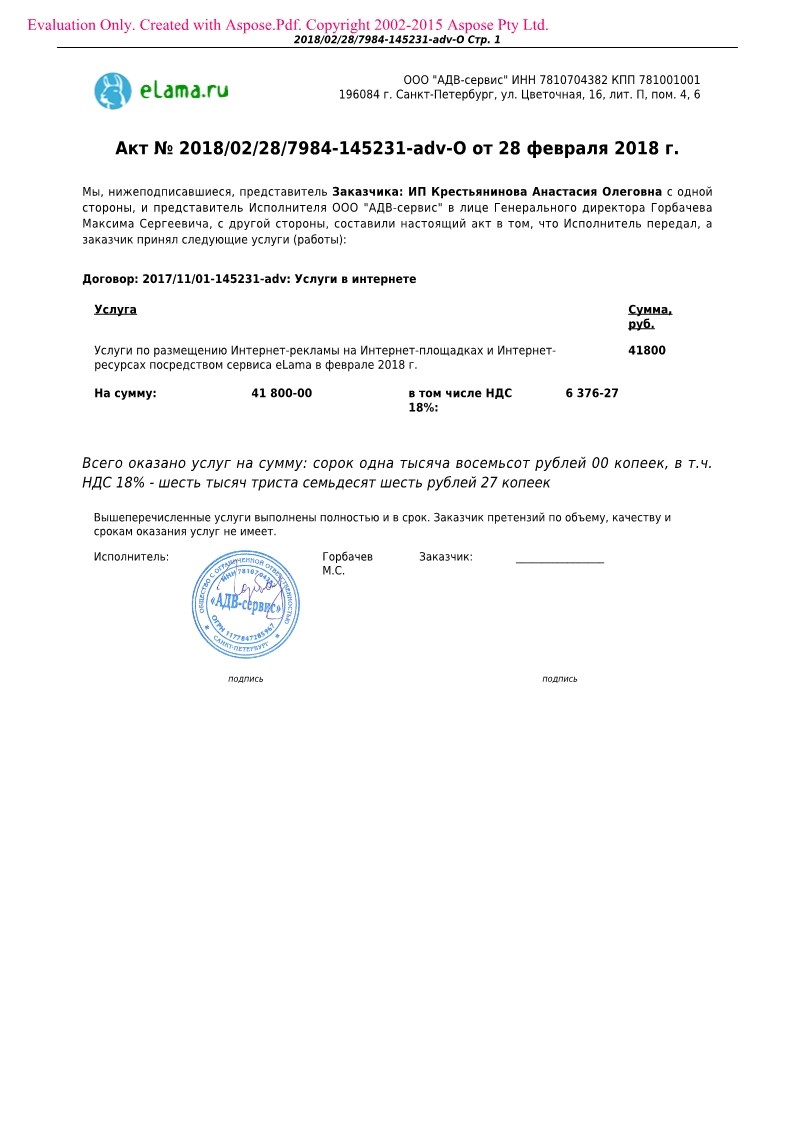 Evaluation Only. Created with Aspose.Pdf. Copyright 2002-2015 Aspose Pty Ltd.
2018/02/28/7984-145231-adv-O Стр. 1
eLama.ru
ООО "АДВ-сервис" ИНН 7810704382 КПП 781001001
196084 г. Санкт-Петербург, ул. Цветочная, 16, лит. П, пом. 4, 6
Акт № 2018/02/28/7984-145231-adv-O от 28 февраля 2018 г.
Мы, нижеподписавшиеся, представитель Заказчика: ИП Крестьянинова Анастасия Олеговна с одной
стороны, и представитель Исполнителя ООО "АДВ-сервис" в лице Генерального директора Горбачева
Максима Сергеевича, с другой стороны, составили настоящий акт в том, что Исполнитель передал, а
заказчик принял следующие услуги (работы):
Договор: 2017/11/01-145231-adv: Услуги в интернете
Услуга
Сумма,
руб.
Услуги по размещению Интернет-рекламы на Интернет-площадках и Интернет-
ресурсах посредством сервиса eLama в феврале 2018 г.
41800
На сумму: 41 800-00 в том числе НДС 6 376-27
18%:
Всего оказано услуг на сумму: сорок одна тысяча восемьсот рублей 00 копеек, в т.ч.
НДС 18% - шесть тысяч триста семьдесят шесть рублей 27 копеек
Вышеперечисленные услуги выполнены полностью и в срок. Заказчик претензий по объему, качеству и
срокам оказания услуг не имеет.
Исполнитель: Горбачев Заказчик: ________________
М.С.
ОБЩЕСТВО С ОГРАНИЧЕННОЙ ОТВЕТСТВЕННОСТЬЮ
ИНН
«АДВ-сервис»
ОГРН
САНКТ-ПЕТЕРБУРГ
подпись подпись